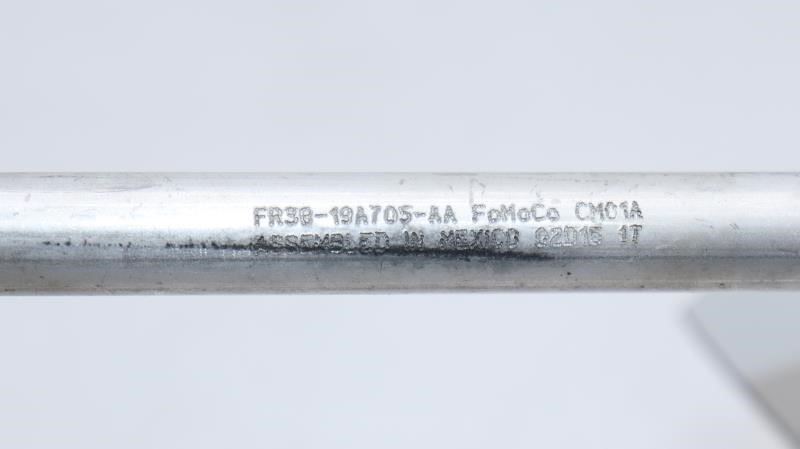 FR3B-19A705-AA FoMoCo CM01A
ASSEMBLED IN MEXICO 02D15 1T